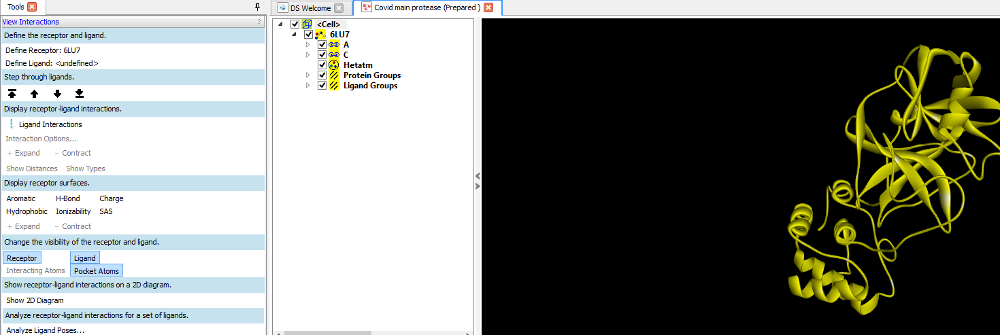 Tools
DS Welcome
Covid main protease (Prepared )
View Interactions ?
Define the receptor and ligand.
Define Receptor: 6LU7
Define Ligand: <undefined>
Step through ligands.
Display receptor-ligand interactions.
Ligand Interactions
Interaction Options...
+ Expand - Contract
Show Distances Show Types
Display receptor surfaces.
Aromatic H-Bond Charge
Hydrophobic Ionizability SAS
+ Expand - Contract
Change the visibility of the receptor and ligand.
Receptor Ligand
Interacting Atoms Pocket Atoms
Show receptor-ligand interactions on a 2D diagram.
Show 2D Diagram
Analyze receptor-ligand interactions for a set of ligands.
Analyze Ligand Poses...
<Cell>
6LU7
A
C
Hetatm
Protein Groups
Ligand Groups